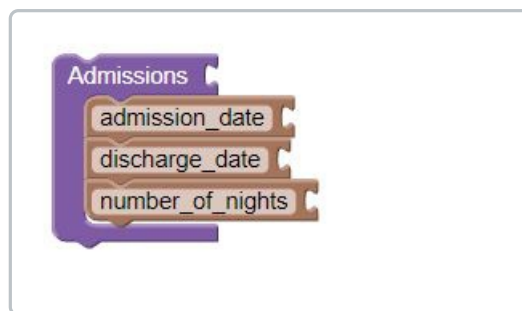 Admissions
admission_date
discharge_date
number_of_nights